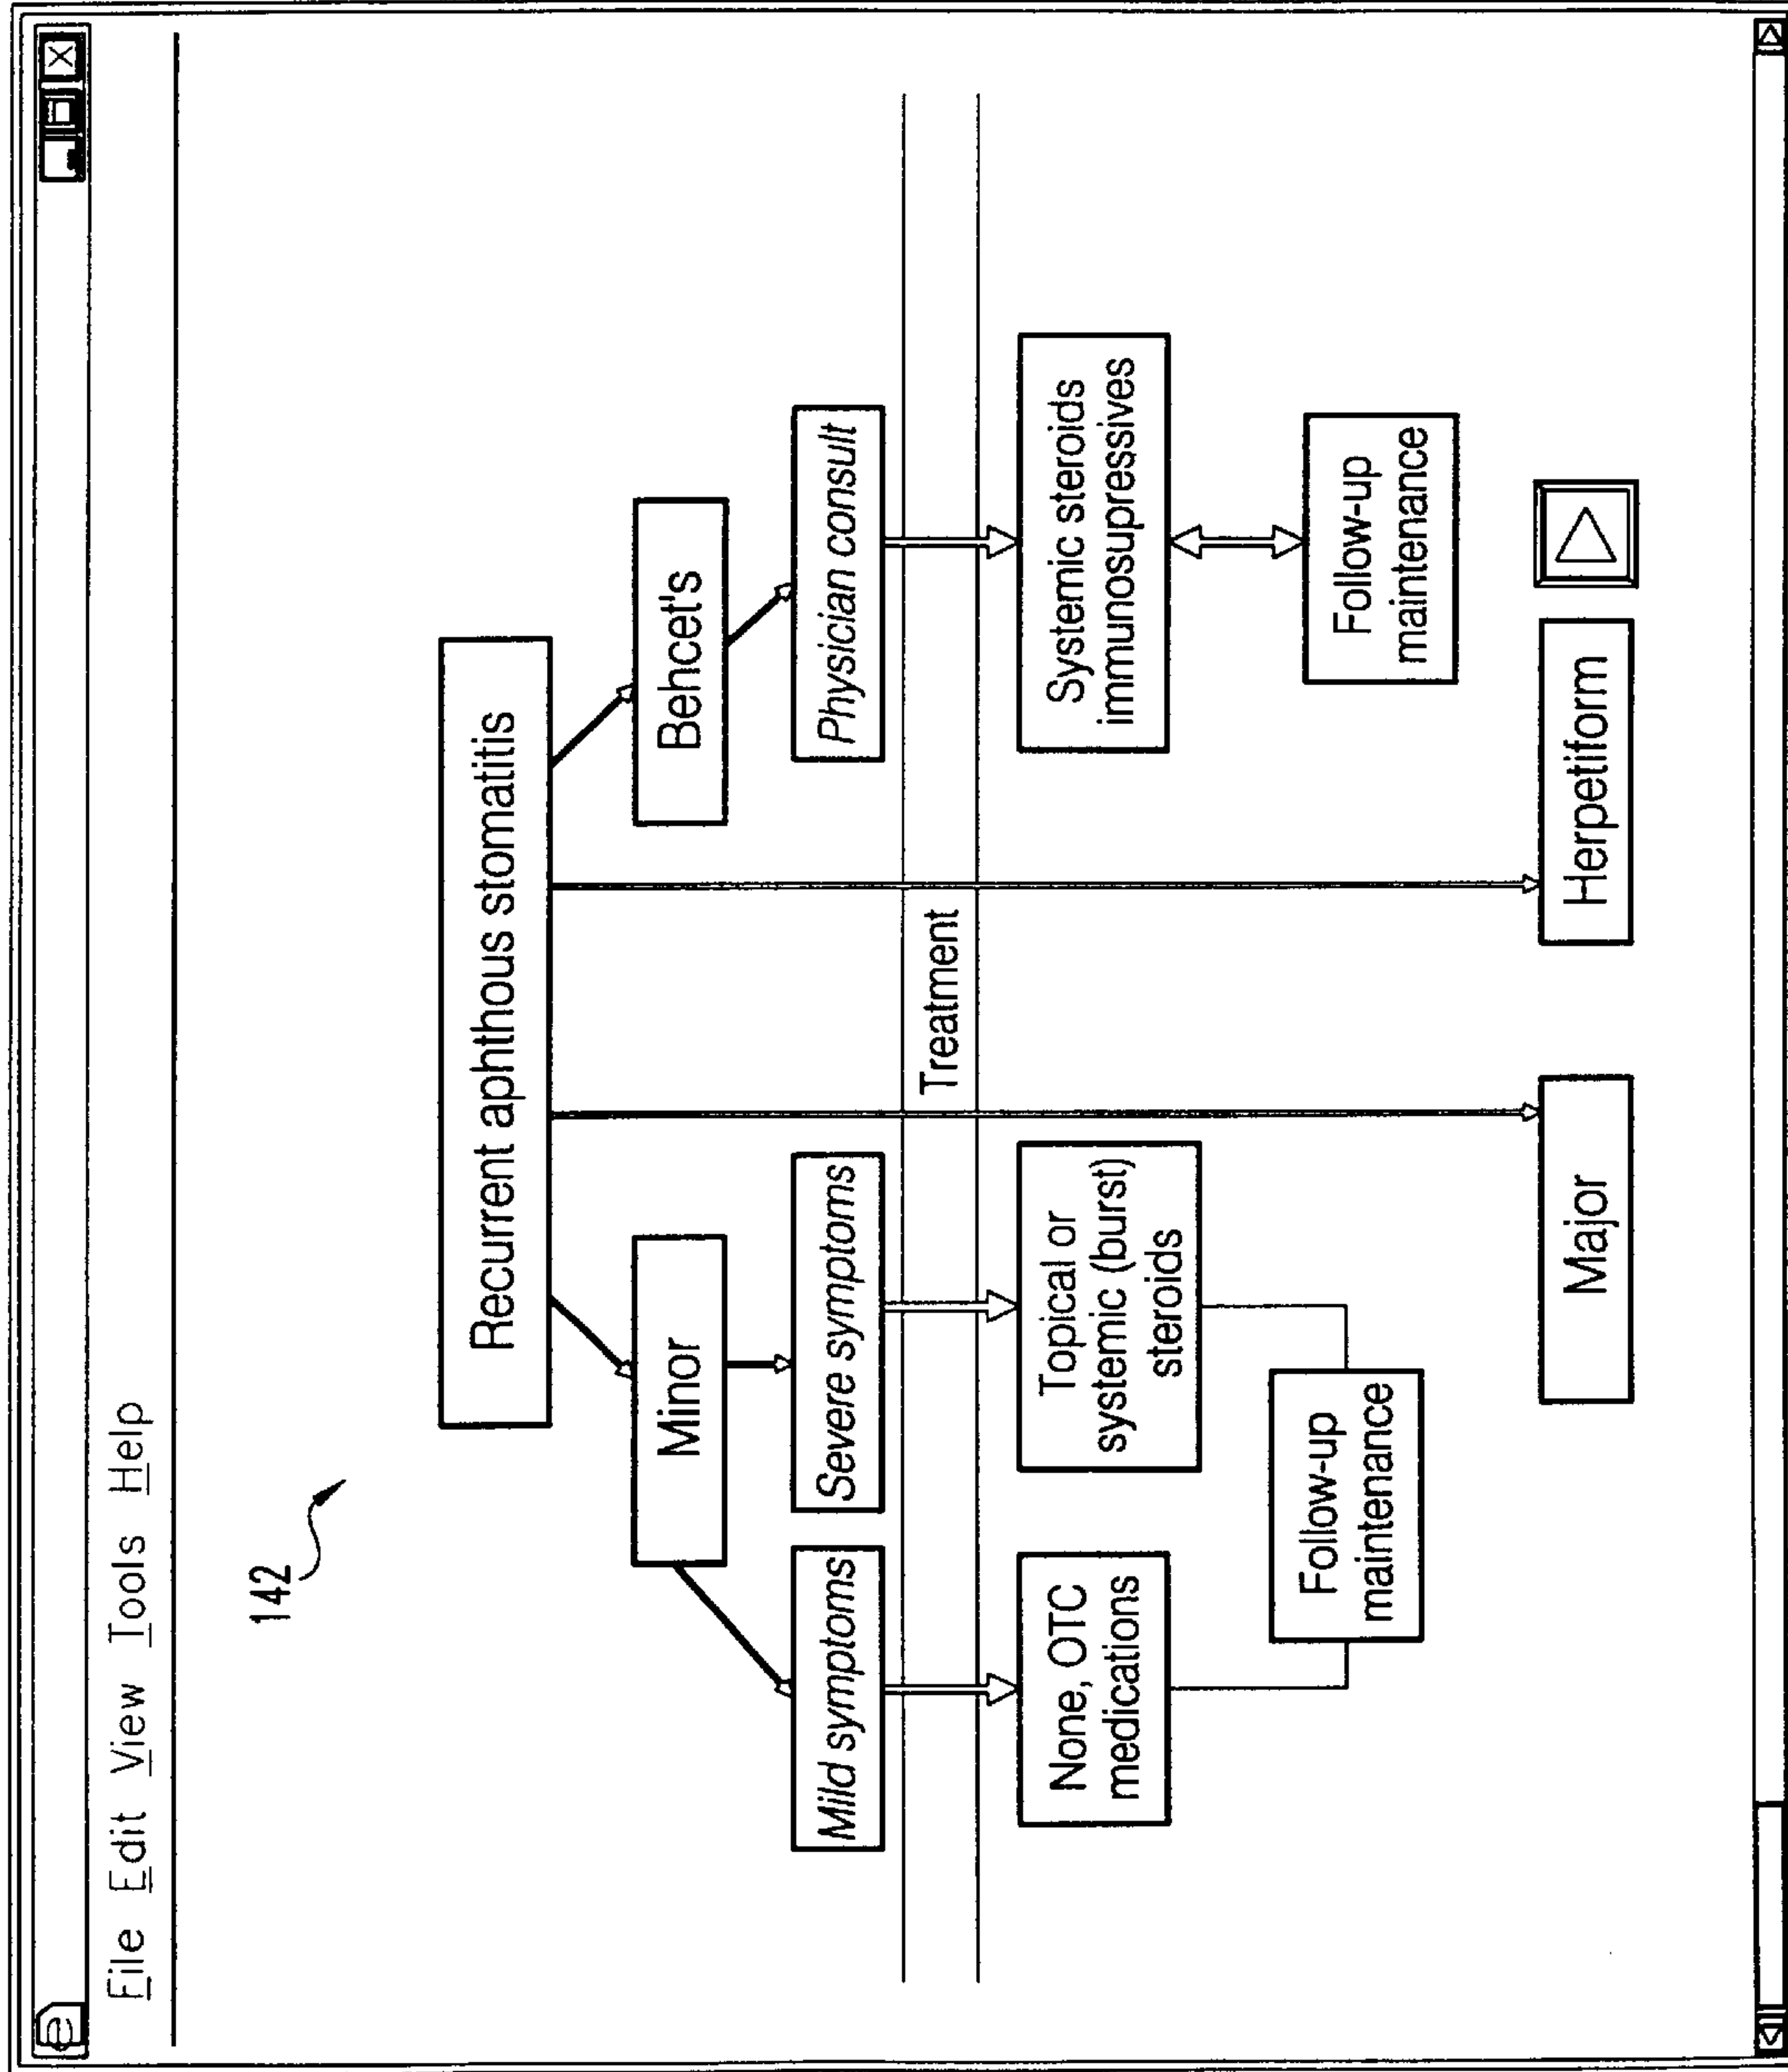 e
File Edit View Tools Help
142
Recurrent aphthous stomatitis
Minor
Behcet's
Mild symptoms
Severe symptoms
Physician consult
Treatment
None, OTC
medications
Topical or
systemic (burst)
steroids
Systemic steroids
immunosupressives
Follow-up
maintenance
Follow-up
maintenance
Major
Herpetiform